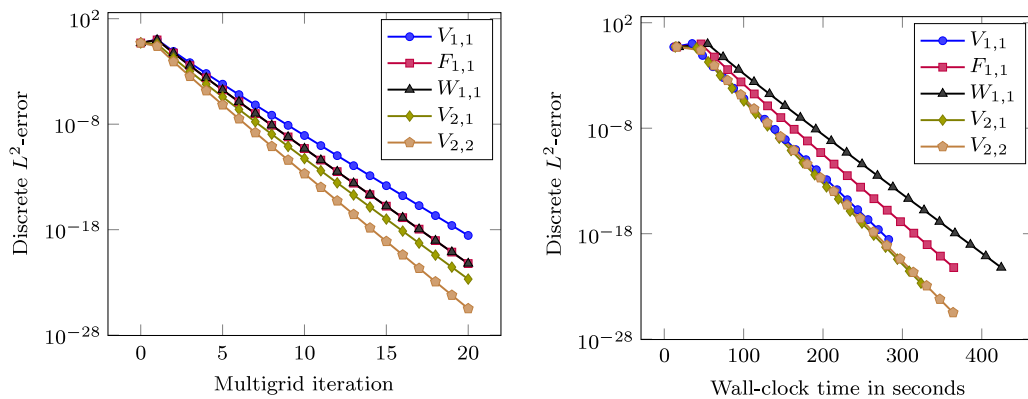 10^2
10^−8
10^−18
10^−28
0
5
10
15
20
Multigrid iteration
Discrete L^2-error
V_{1,1}
F_{1,1}
W_{1,1}
V_{2,1}
V_{2,2}
10^2
10^−8
10^−18
10^−28
0
100
200
300
400
Wall-clock time in seconds
Discrete L^2-error
V_{1,1}
F_{1,1}
W_{1,1}
V_{2,1}
V_{2,2}